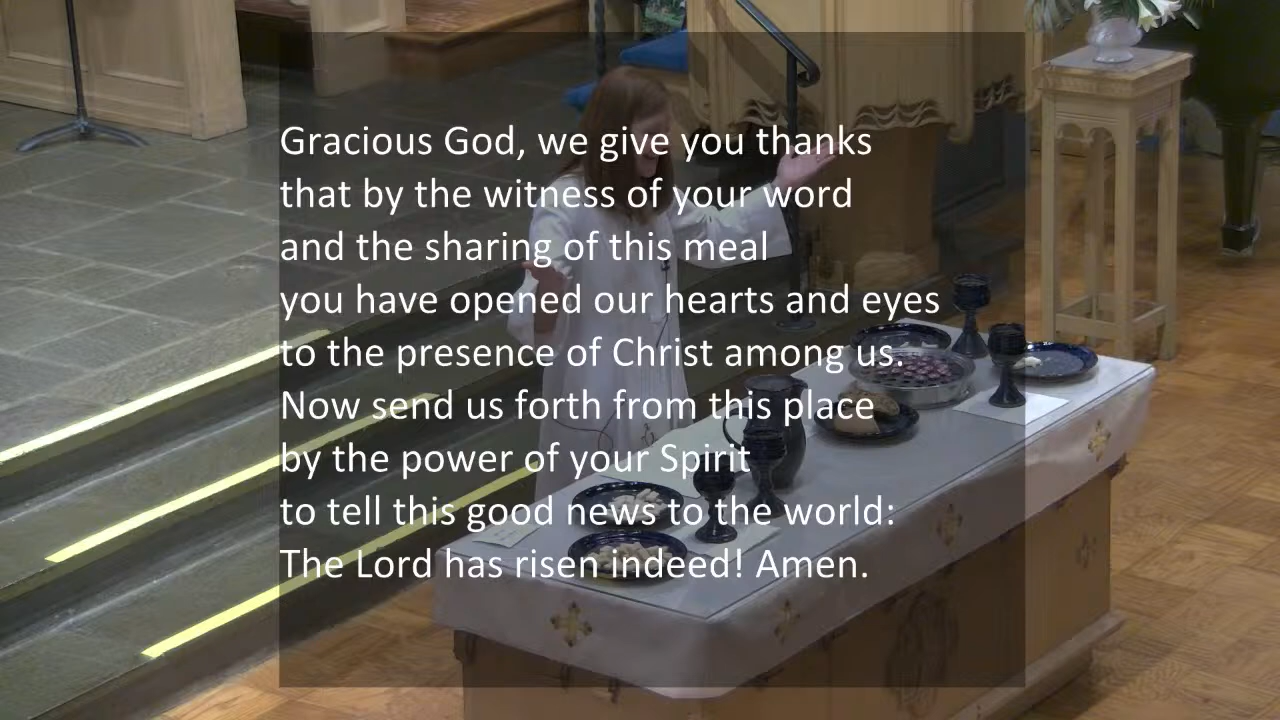 Gracious God, we give you thanks
that by the witness of your word
and the sharing of this meal
you have opened our hearts and eyes
to the presence of Christ among us.
Now send us forth from this place
by the power of your Spirit
to tell this good news to the world:
The Lord has risen indeed! Amen.